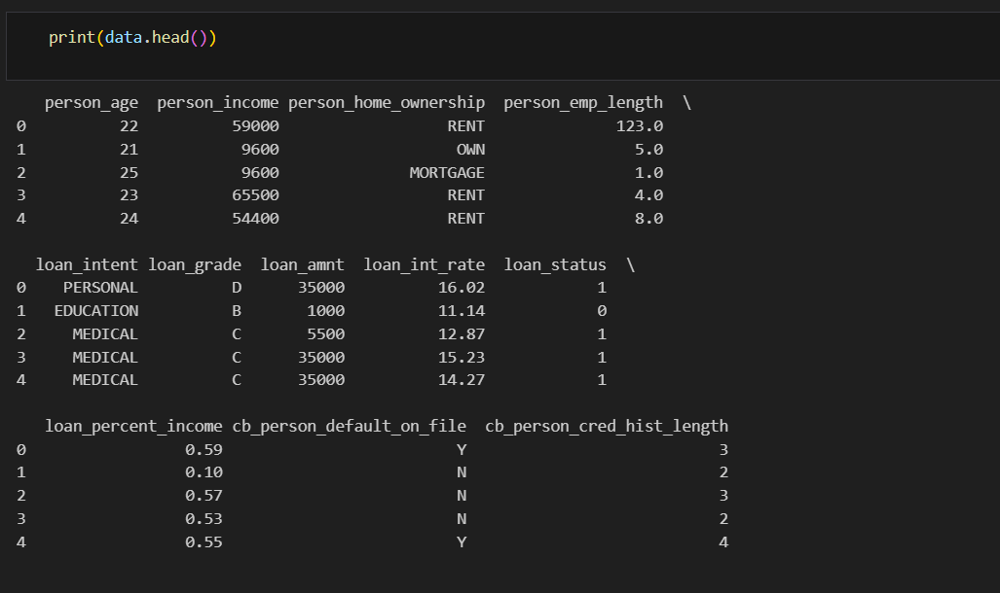 print(data.head())
person_age person_income person_home_ownership person_emp_length \
0 22 59000 RENT 123.0
1 21 9600 OWN 5.0
2 25 9600 MORTGAGE 1.0
3 23 65500 RENT 4.0
4 24 54400 RENT 8.0
loan_intent loan_grade loan_amnt loan_int_rate loan_status \
0 PERSONAL D 35000 16.02 1
1 EDUCATION B 1000 11.14 0
2 MEDICAL C 5500 12.87 1
3 MEDICAL C 35000 15.23 1
4 MEDICAL C 35000 14.27 1
loan_percent_income cb_person_default_on_file cb_person_cred_hist_length
0 0.59 Y 3
1 0.10 N 2
2 0.57 N 3
3 0.53 N 2
4 0.55 Y 4